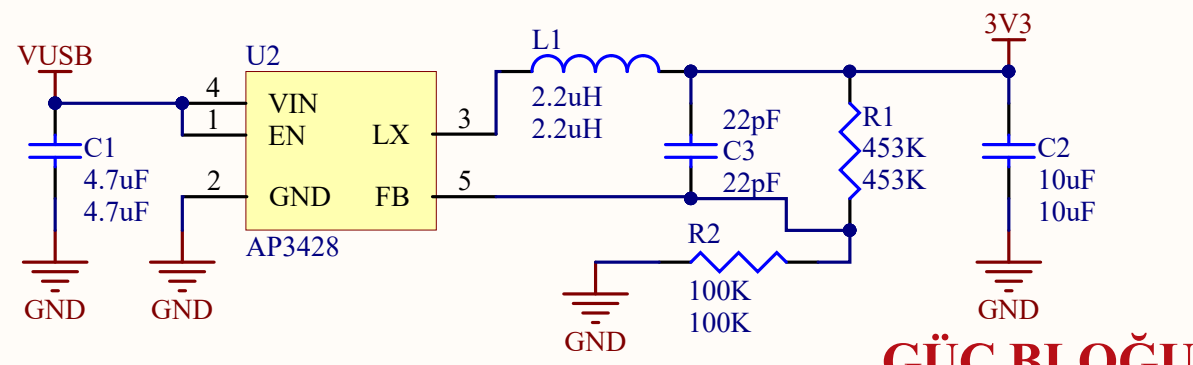 VUSB
U2
L1
3V3
4
VIN
1
EN
LX
3
2.2uH
2.2uH
22pF
C3
22pF
R1
453K
453K
C1
4.7uF
4.7uF
C2
10uF
10uF
2
GND
FB
5
AP3428
R2
100K
100K
GND
GND
GND
GND
GÜÇ BLOĞU